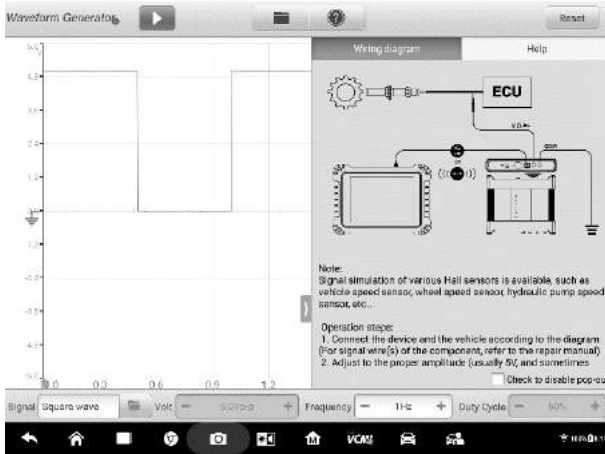 Waveform Generator
Reset
Wiring diagram
Help
ECU
COM
Note:
Signal simulation of various Hall sensors is available, such as
vehicle speed sensor, wheel speed sensor, hydraulic pump speed
sensor, etc..
Operation steps:
1. Connect the device and the vehicle according to the diagram
(For signal wire(s) of the component, refer to the repair manual)
2. Adjust to the proper amplitude (usually 5V, and sometimes
Check to disable pop-ou
0.0 0.3 0.6 0.9 1.2
Signal Square wave Volt − + Frequency − 1Hz + Duty Cycle − 50% +
VCMI